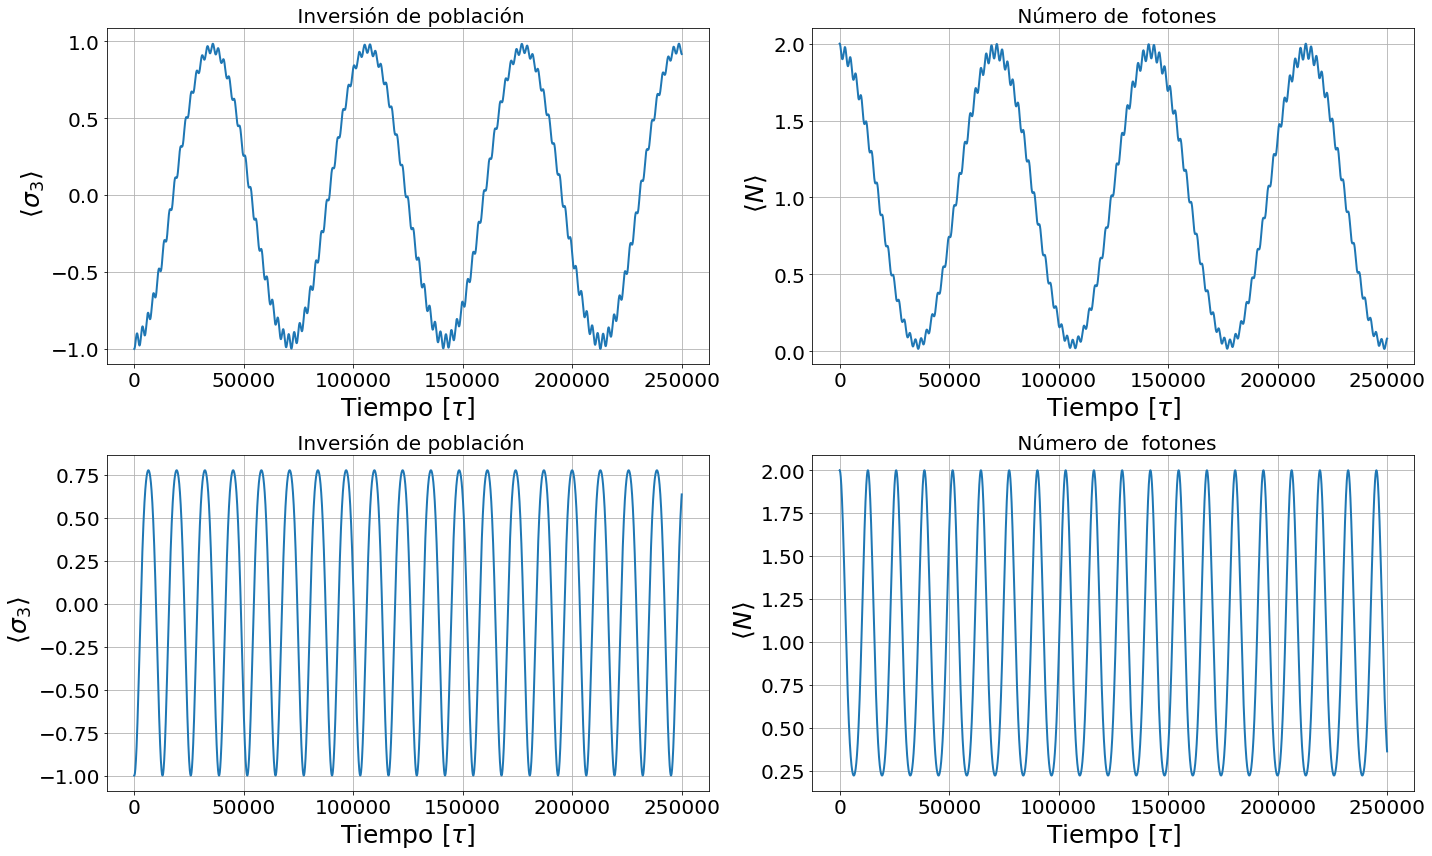 Inversión de población
1.0
0.5
0.0
−0.5
−1.0
⟨σ₃⟩
0 50000 100000 150000 200000 250000
Tiempo [τ]
Número de  fotones
2.0
1.5
1.0
0.5
0.0
⟨N⟩
0 50000 100000 150000 200000 250000
Tiempo [τ]
Inversión de población
0.75
0.50
0.25
0.00
−0.25
−0.50
−0.75
−1.00
⟨σ₃⟩
0 50000 100000 150000 200000 250000
Tiempo [τ]
Número de  fotones
2.00
1.75
1.50
1.25
1.00
0.75
0.50
0.25
⟨N⟩
0 50000 100000 150000 200000 250000
Tiempo [τ]